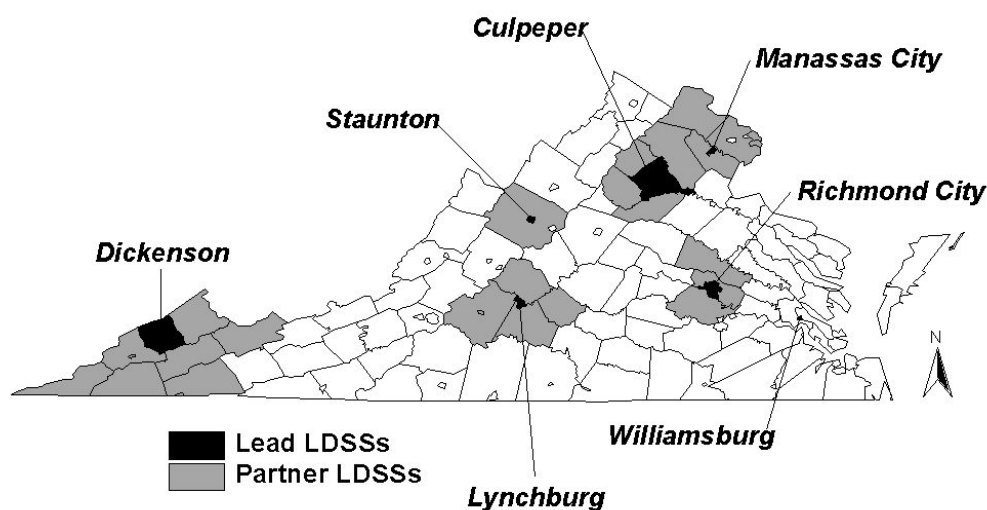 Culpeper
Manassas City
Staunton
Richmond City
Dickenson
N
Williamsburg
Lead LDSSs
Partner LDSSs
Lynchburg